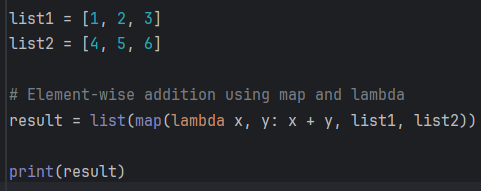 list1 = [1, 2, 3]
list2 = [4, 5, 6]
# Element-wise addition using map and lambda
result = list(map(lambda x, y: x + y, list1, list2))
print(result)